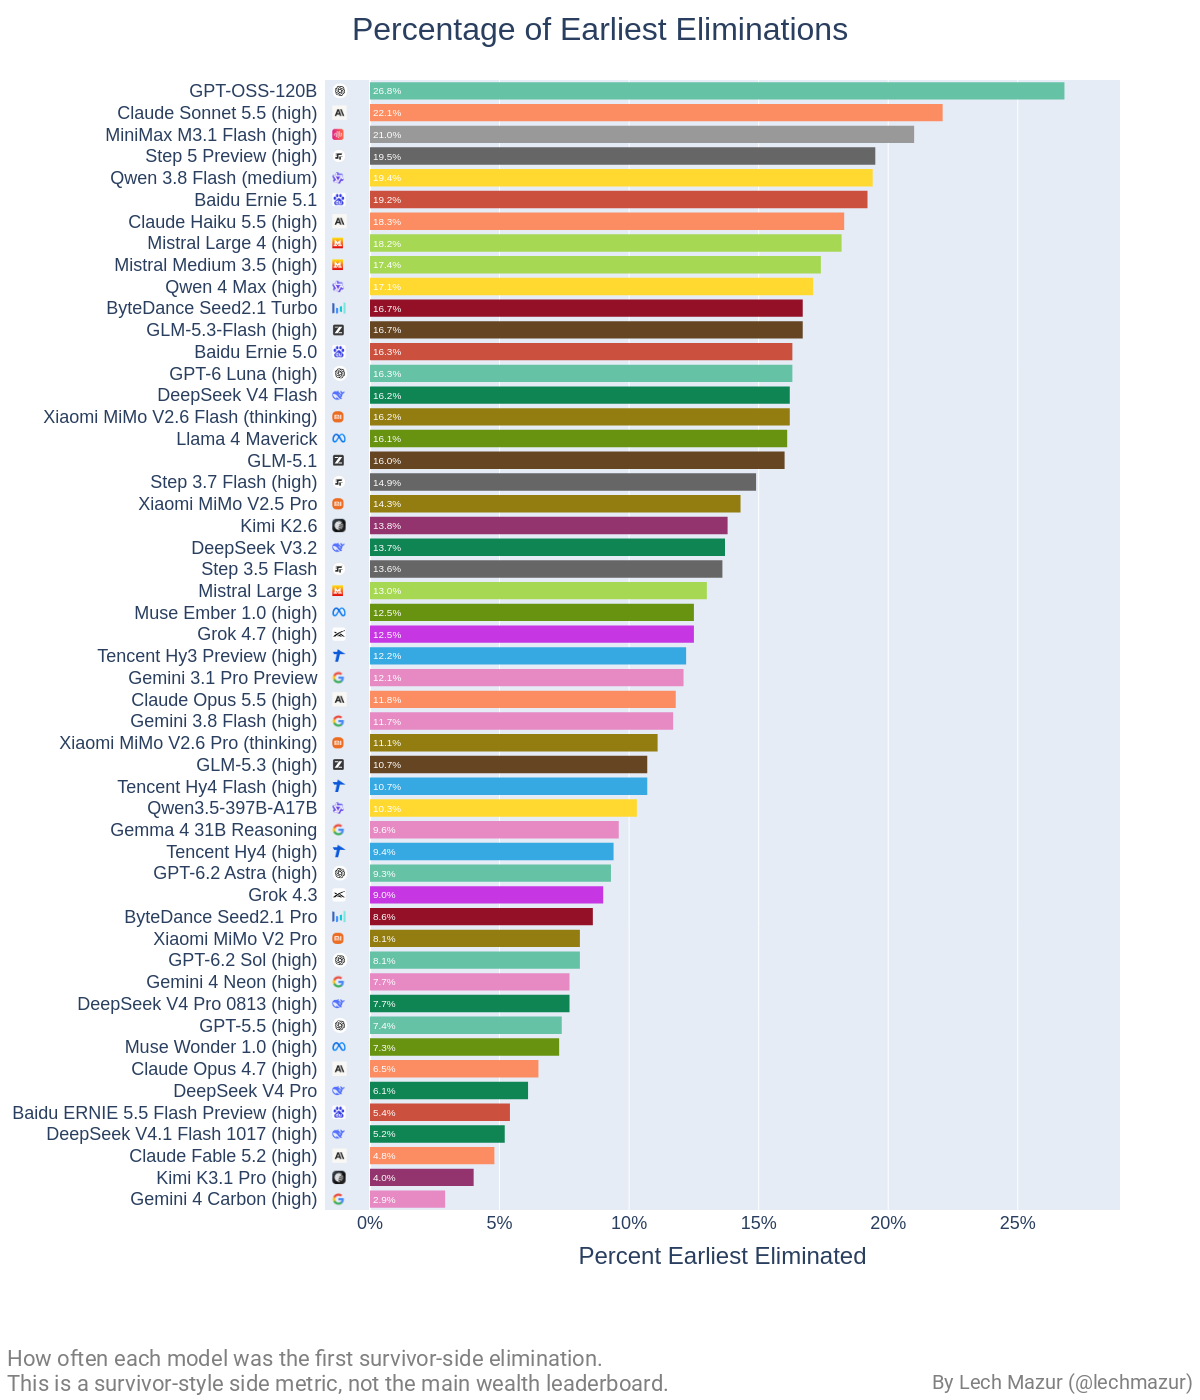 Percentage of Earliest Eliminations
GPT-OSS-120B 26.8%
Claude Sonnet 5.5 (high) 22.1%
MiniMax M3.1 Flash (high) 21.0%
Step 5 Preview (high) 19.5%
Qwen 3.8 Flash (medium) 19.4%
Baidu Ernie 5.1 19.2%
Claude Haiku 5.5 (high) 18.3%
Mistral Large 4 (high) 18.2%
Mistral Medium 3.5 (high) 17.4%
Qwen 4 Max (high) 17.1%
ByteDance Seed2.1 Turbo 16.7%
GLM-5.3-Flash (high) 16.7%
Baidu Ernie 5.0 16.3%
GPT-6 Luna (high) 16.3%
DeepSeek V4 Flash 16.2%
Xiaomi MiMo V2.6 Flash (thinking) 16.2%
Llama 4 Maverick 16.1%
GLM-5.1 16.0%
Step 3.7 Flash (high) 14.9%
Xiaomi MiMo V2.5 Pro 14.3%
Kimi K2.6 13.8%
DeepSeek V3.2 13.7%
Step 3.5 Flash 13.6%
Mistral Large 3 13.0%
Muse Ember 1.0 (high) 12.5%
Grok 4.7 (high) 12.5%
Tencent Hy3 Preview (high) 12.2%
Gemini 3.1 Pro Preview 12.1%
Claude Opus 5.5 (high) 11.8%
Gemini 3.8 Flash (high) 11.7%
Xiaomi MiMo V2.6 Pro (thinking) 11.1%
GLM-5.3 (high) 10.7%
Tencent Hy4 Flash (high) 10.7%
Qwen3.5-397B-A17B 10.3%
Gemma 4 31B Reasoning 9.6%
Tencent Hy4 (high) 9.4%
GPT-6.2 Astra (high) 9.3%
Grok 4.3 9.0%
ByteDance Seed2.1 Pro 8.6%
Xiaomi MiMo V2 Pro 8.1%
GPT-6.2 Sol (high) 8.1%
Gemini 4 Neon (high) 7.7%
DeepSeek V4 Pro 0813 (high) 7.7%
GPT-5.5 (high) 7.4%
Muse Wonder 1.0 (high) 7.3%
Claude Opus 4.7 (high) 6.5%
DeepSeek V4 Pro 6.1%
Baidu ERNIE 5.5 Flash Preview (high) 5.4%
DeepSeek V4.1 Flash 1017 (high) 5.2%
Claude Fable 5.2 (high) 4.8%
Kimi K3.1 Pro (high) 4.0%
Gemini 4 Carbon (high) 2.9%
0% 5% 10% 15% 20% 25%
Percent Earliest Eliminated
How often each model was the first survivor-side elimination.
This is a survivor-style side metric, not the main wealth leaderboard.
By Lech Mazur (@lechmazur)